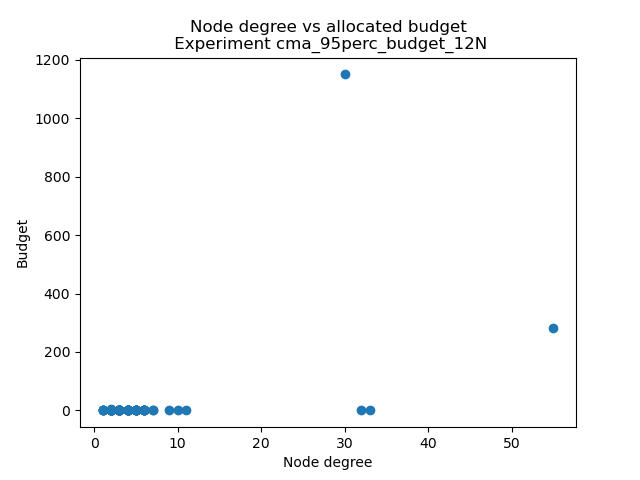 Node degree vs allocated budget
Experiment cma_95perc_budget_12N
1200
1000
800
600
400
200
0
Budget
0 10 20 30 40 50
Node degree